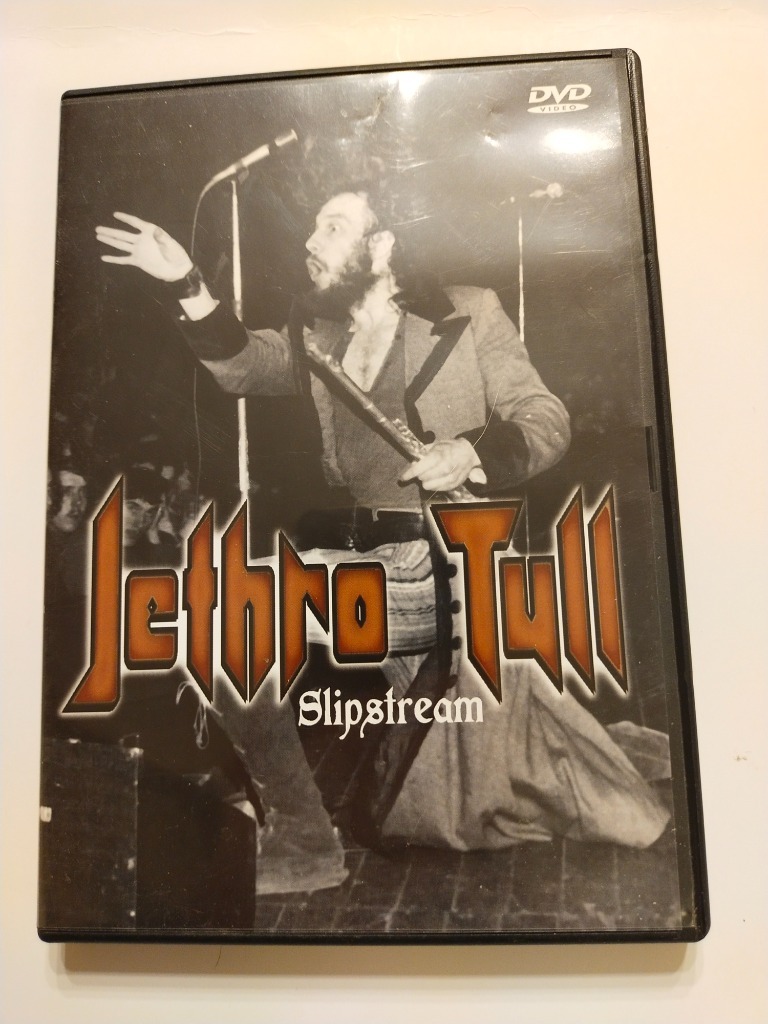 DVD
VIDEO
Jethro Tull
Slipstream